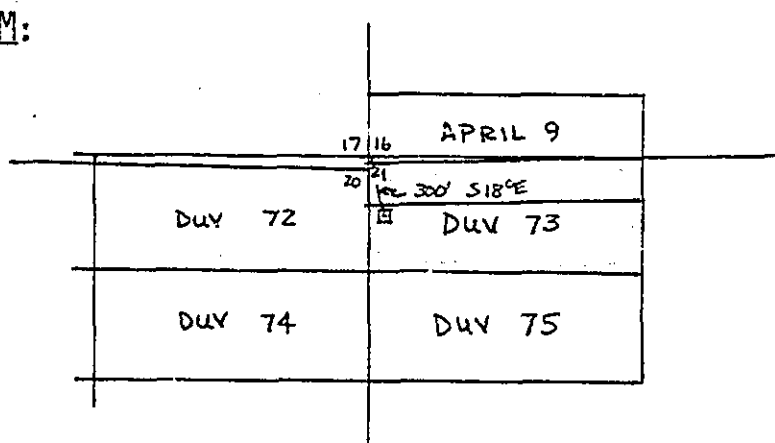 M:
17 16
APRIL 9
20 21
300' S18°E
DUV 72
DUV 73
DUV 74
DUV 75